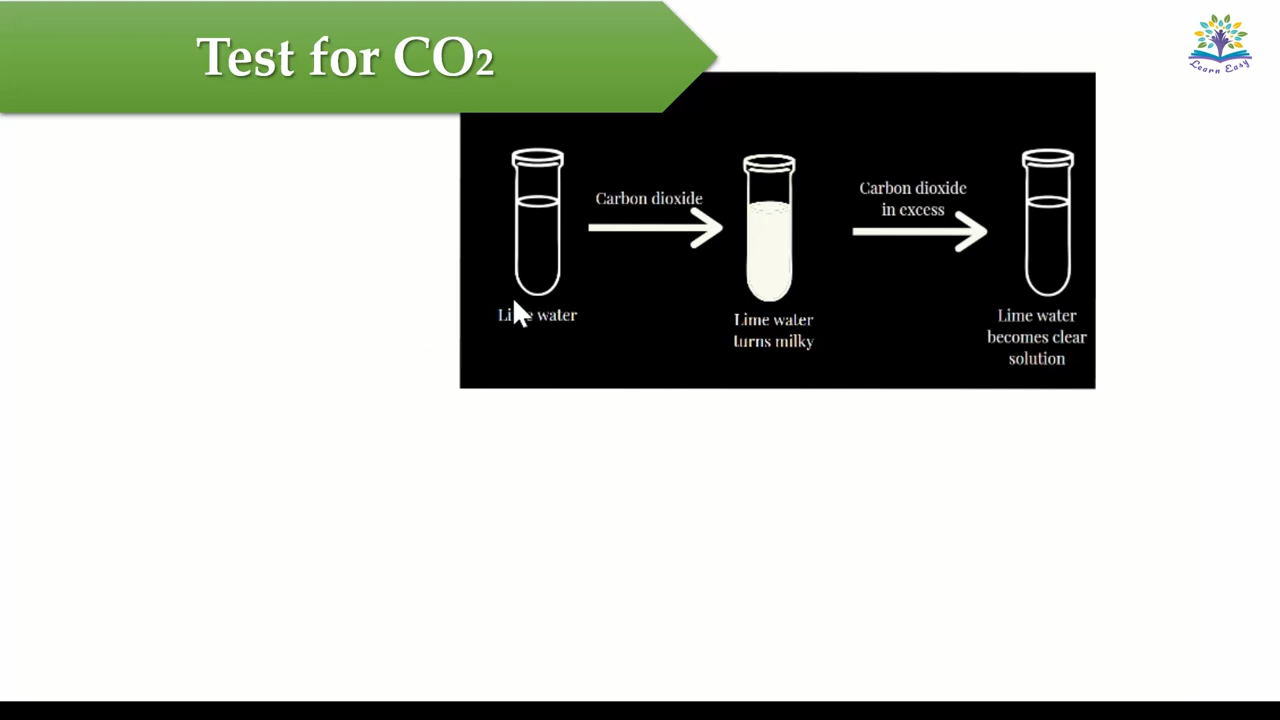 Test for CO2
Learn Easy
Carbon dioxide
Carbon dioxide
in excess
Lime water
Lime water
turns milky
Lime water
becomes clear
solution